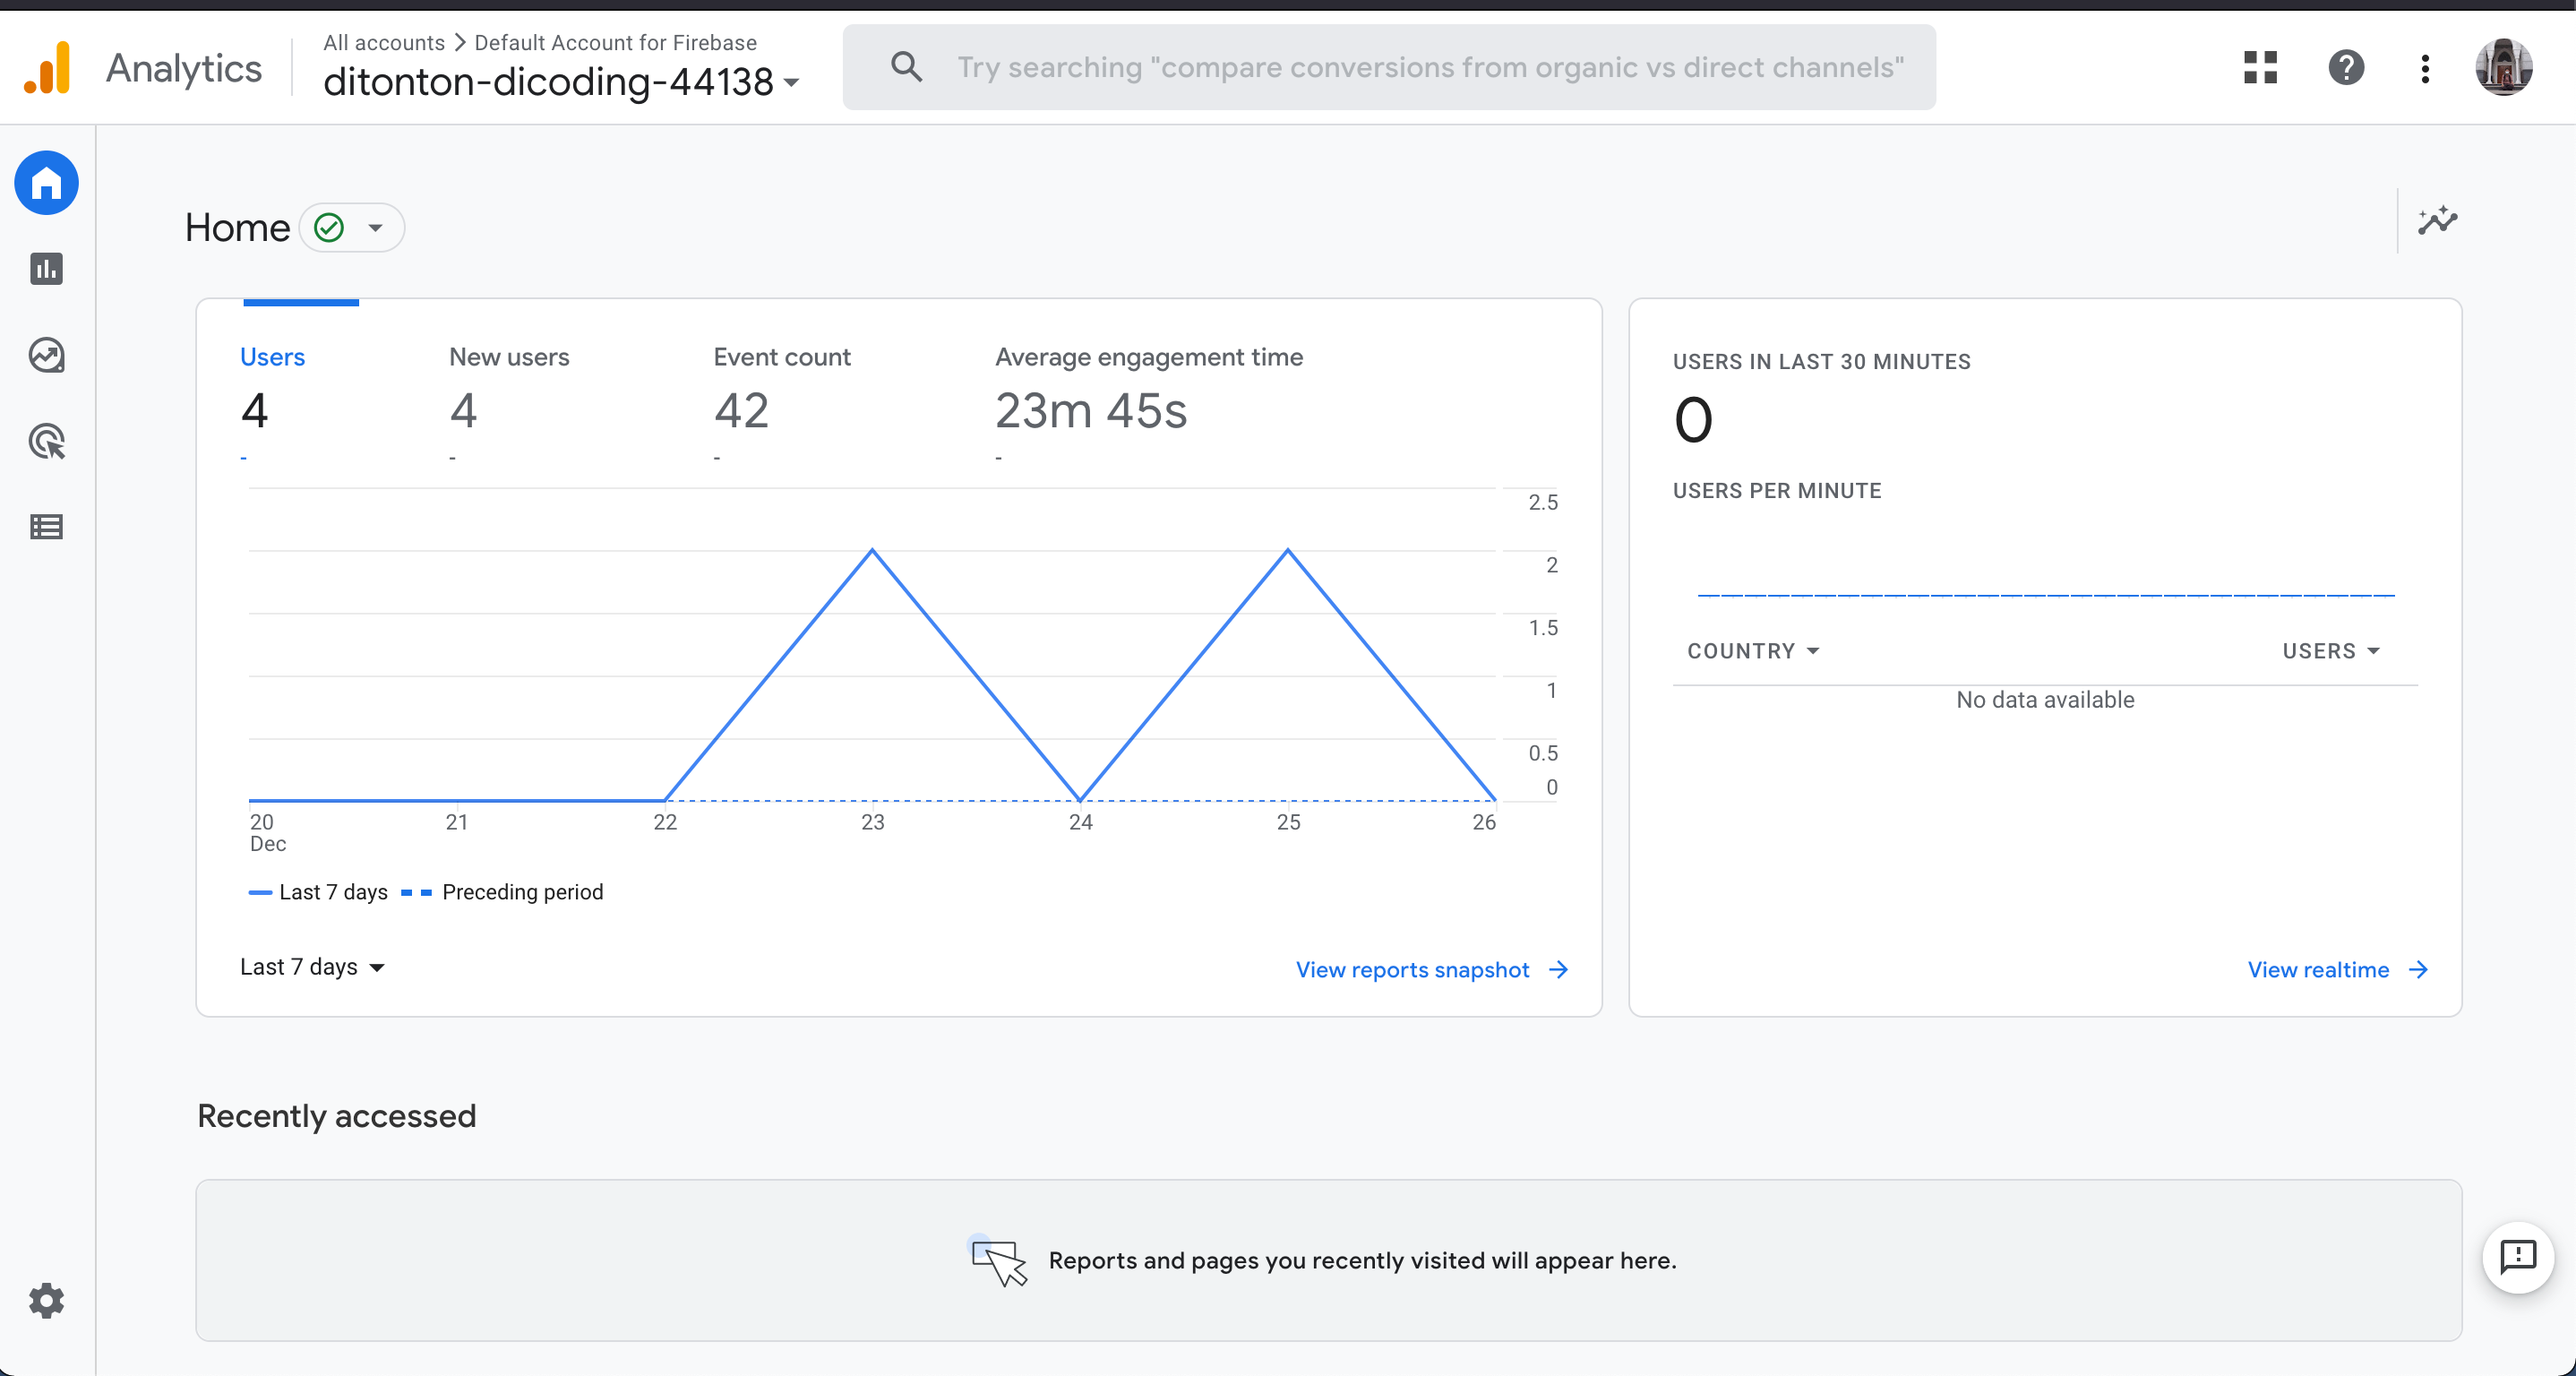 Analytics
All accounts > Default Account for Firebase
ditonton-dicoding-44138
Try searching "compare conversions from organic vs direct channels"
Home
Users
4
-
New users
4
-
Event count
42
-
Average engagement time
23m 45s
-
2.5
2
1.5
1
0.5
0
20 21 22 23 24 25 26
Dec
Last 7 days Preceding period
Last 7 days
View reports snapshot
USERS IN LAST 30 MINUTES
0
USERS PER MINUTE
COUNTRY USERS
No data available
View realtime
Recently accessed
Reports and pages you recently visited will appear here.